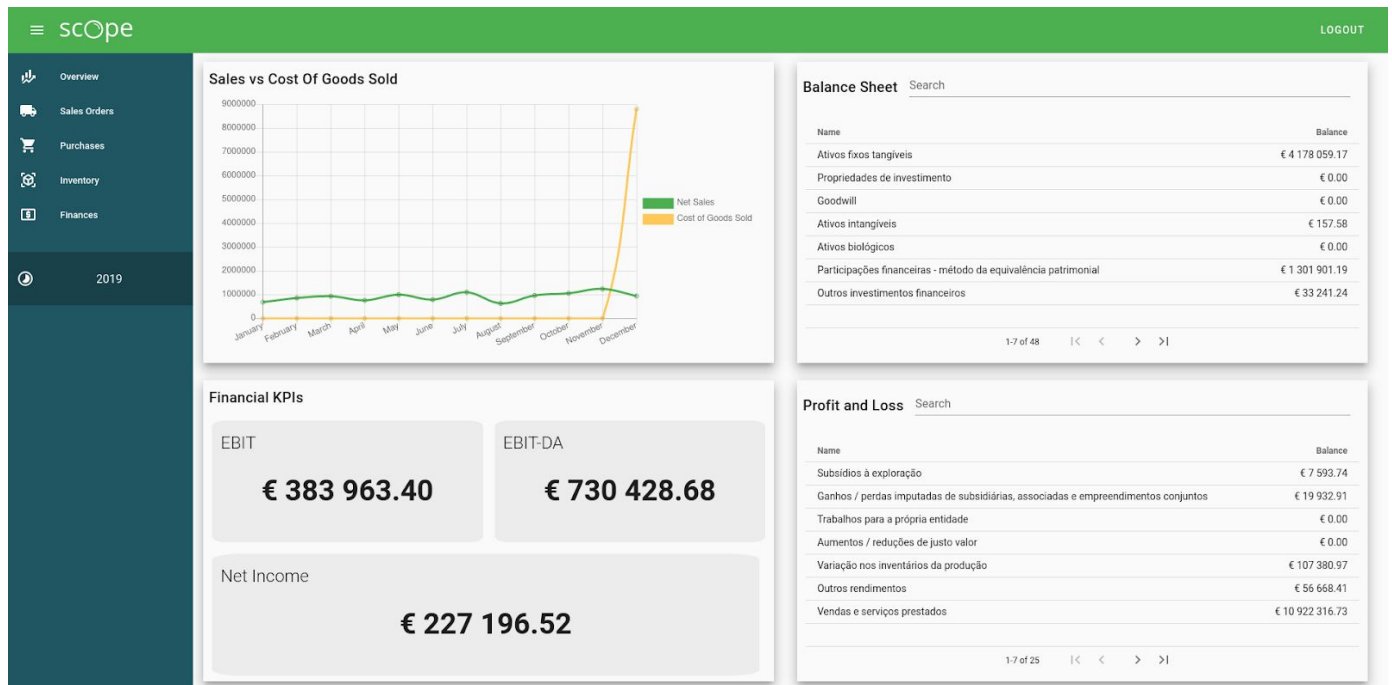 scope
LOGOUT
Overview
Sales Orders
Purchases
Inventory
Finances
2019
Sales vs Cost Of Goods Sold
9000000
8000000
7000000
6000000
5000000
4000000
3000000
2000000
1000000
0
January
February
March
April
May
June
July
August
September
October
November
December
Net Sales
Cost of Goods Sold
Balance Sheet Search
Name Balance
Ativos fixos tangíveis € 4 178 059.17
Propriedades de investimento € 0.00
Goodwill € 0.00
Ativos intangíveis € 157.58
Ativos biológicos € 0.00
Participações financeiras - método da equivalência patrimonial € 1 301 901.19
Outros investimentos financeiros € 33 241.24
1-7 of 48
Financial KPIs
EBIT
€ 383 963.40
EBIT-DA
€ 730 428.68
Net Income
€ 227 196.52
Profit and Loss Search
Name Balance
Subsídios à exploração € 7 593.74
Ganhos / perdas imputadas de subsidiárias, associadas e empreendimentos conjuntos € 19 932.91
Trabalhos para a própria entidade € 0.00
Aumentos / reduções de justo valor € 0.00
Variação nos inventários da produção € 107 380.97
Outros rendimentos € 56 668.41
Vendas e serviços prestados € 10 922 316.73
1-7 of 25